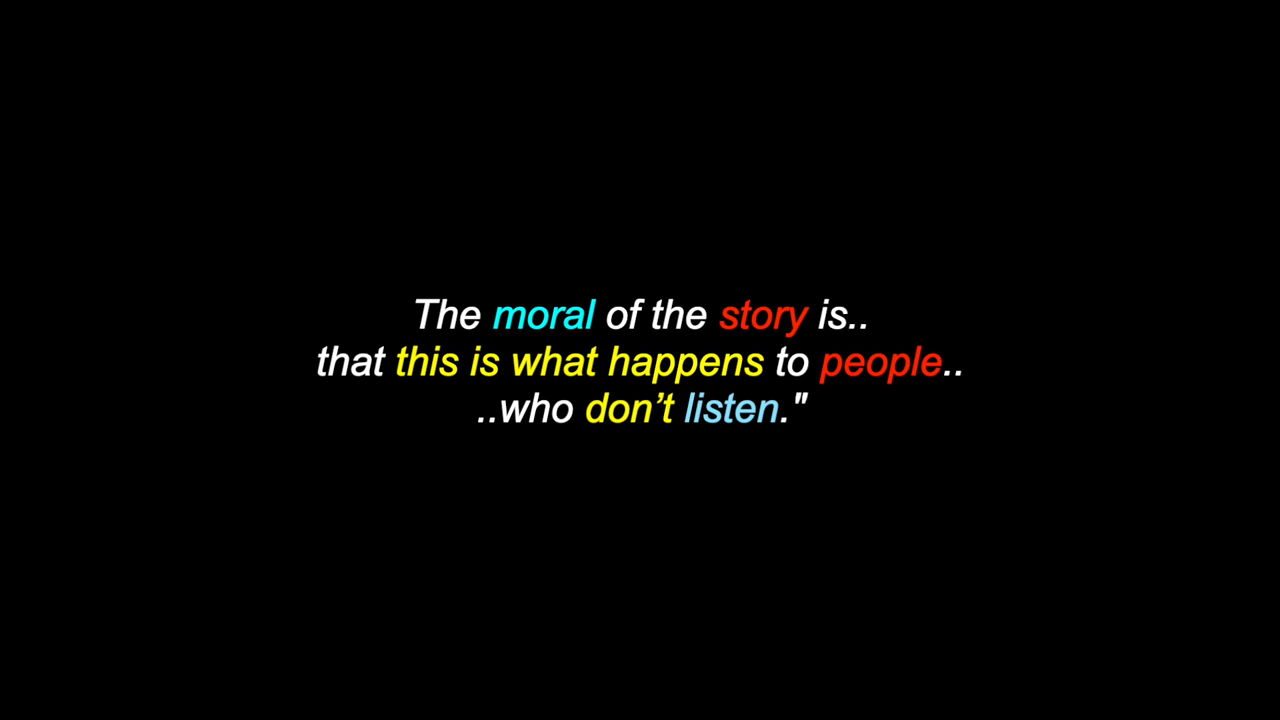 The moral of the story is..
that this is what happens to people..
..who don’t listen."